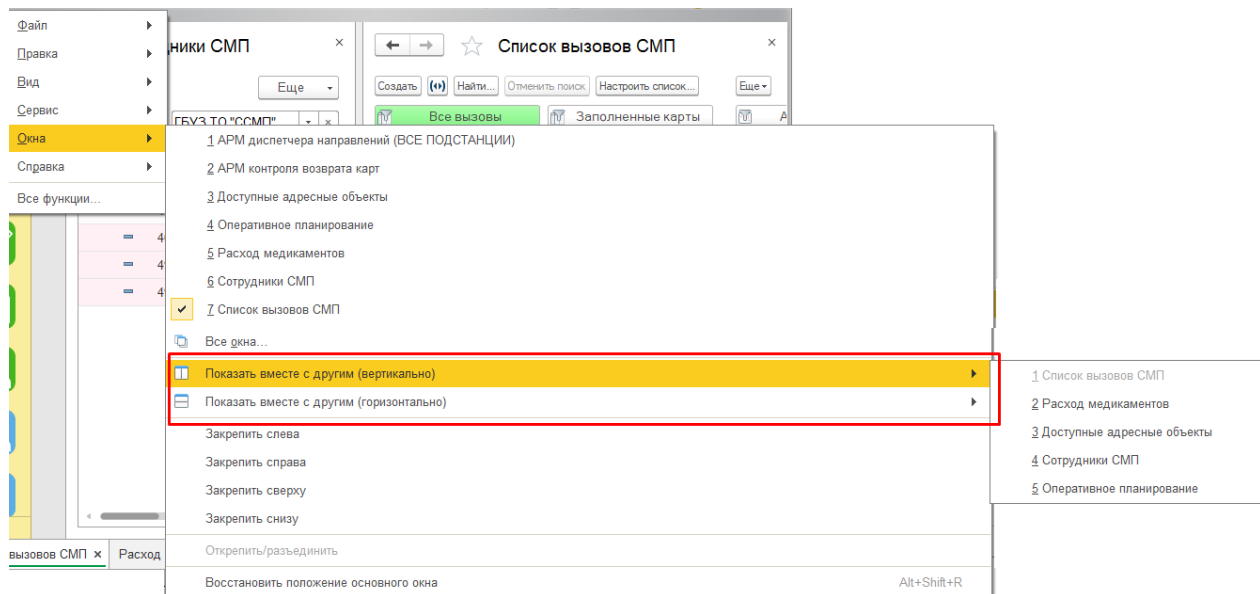 Файл
Правка
Вид
Сервис
Окна
Справка
Все функции...
ники СМП ×
Еще
ГБУЗ ТО "ССМП" ×
Список вызовов СМП ×
Создать Найти... Отменить поиск Настроить список... Еще
Все вызовы Заполненные карты А
1 АРМ диспетчера направлений (ВСЕ ПОДСТАНЦИИ)
2 АРМ контроля возврата карт
3 Доступные адресные объекты
4 Оперативное планирование
5 Расход медикаментов
6 Сотрудники СМП
7 Список вызовов СМП
Все окна...
Показать вместе с другим (вертикально)
Показать вместе с другим (горизонтально)
Закрепить слева
Закрепить справа
Закрепить сверху
Закрепить снизу
Открепить/разъединить
Восстановить положение основного окна Alt+Shift+R
1 Список вызовов СМП
2 Расход медикаментов
3 Доступные адресные объекты
4 Сотрудники СМП
5 Оперативное планирование
вызовов СМП × Расход